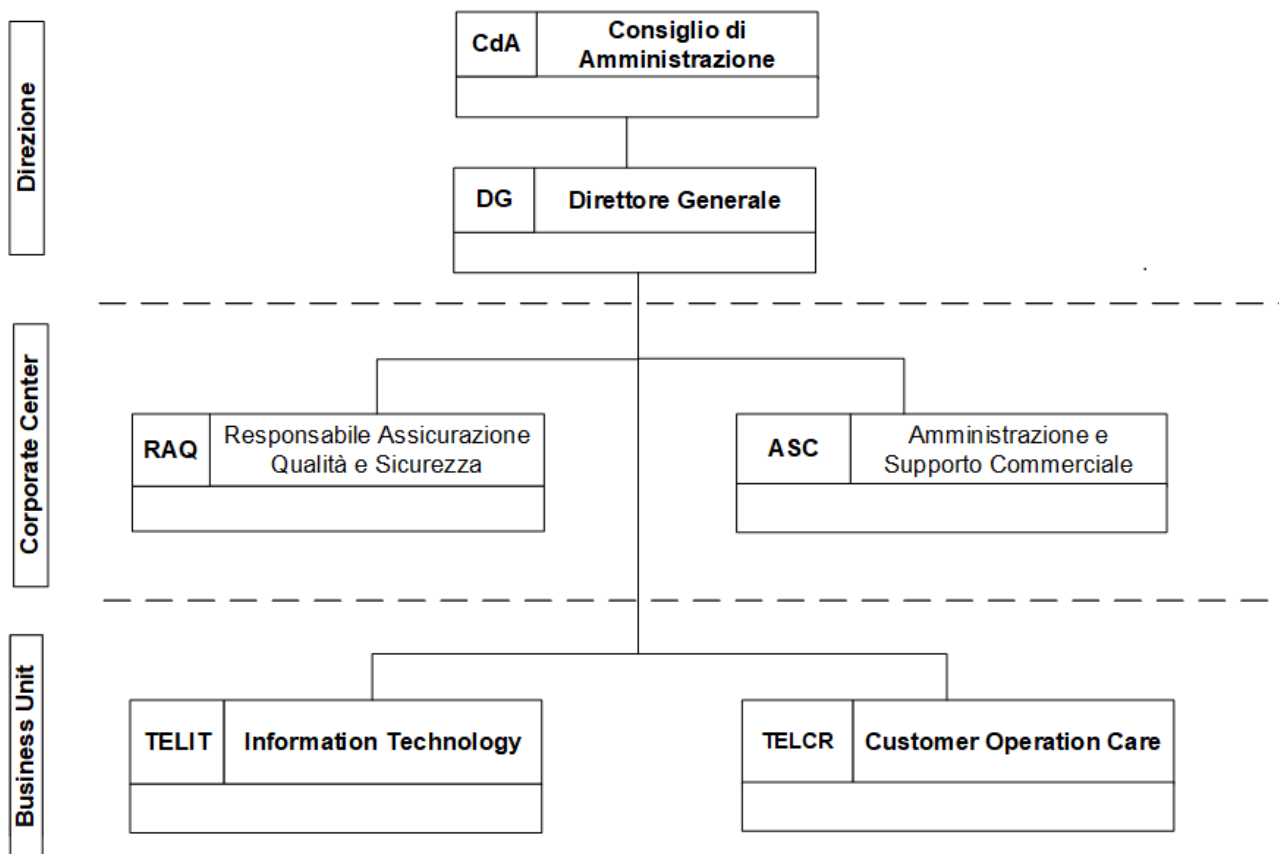 Direzione
CdA
Consiglio di
Amministrazione
DG
Direttore Generale
Corporate Center
RAQ
Responsabile Assicurazione
Qualità e Sicurezza
ASC
Amministrazione e
Supporto Commerciale
Business Unit
TELIT
Information Technology
TELCR
Customer Operation Care